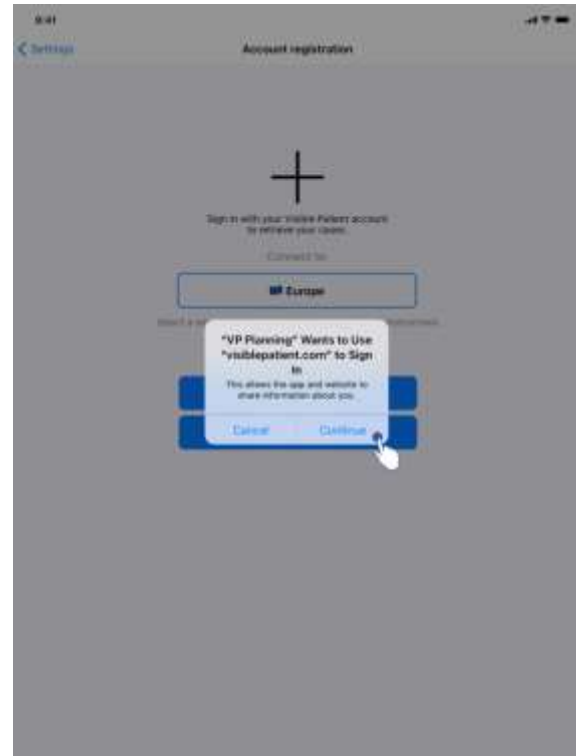 9:41
Settings
Account registration
Sign in with your Visible Patient account
to retrieve your cases.
Connect to:
Europe
"VP Planning" Wants to Use
"visiblepatient.com" to Sign
In
This allows the app and website to
share information about you.
Cancel
Continue